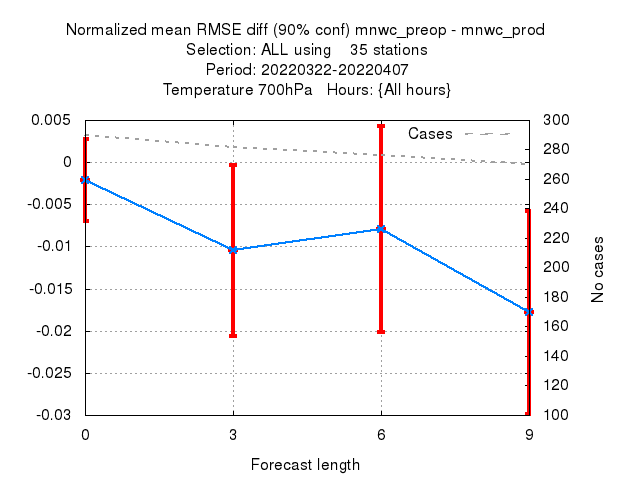 Normalized mean RMSE diff (90% conf) mnwc_preop - mnwc_prod
Selection: ALL using    35 stations
Period: 20220322-20220407
Temperature 700hPa   Hours: {All hours}
0.005
0
-0.005
-0.01
-0.015
-0.02
-0.025
-0.03
Cases
300
280
260
240
220
200
180
160
140
120
100
No cases
0 3 6 9
Forecast length